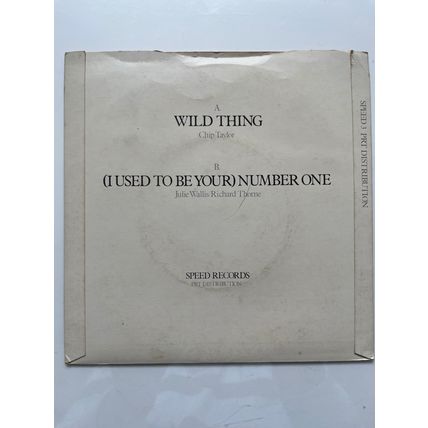 A
WILD THING
Chip Taylor
B
(I USED TO BE YOUR) NUMBER ONE
Julie Wallis Richard Thorne
SPEED RECORDS
PRT DISTRIBUTION
SPEED 3 PRT DISTRIBUTION